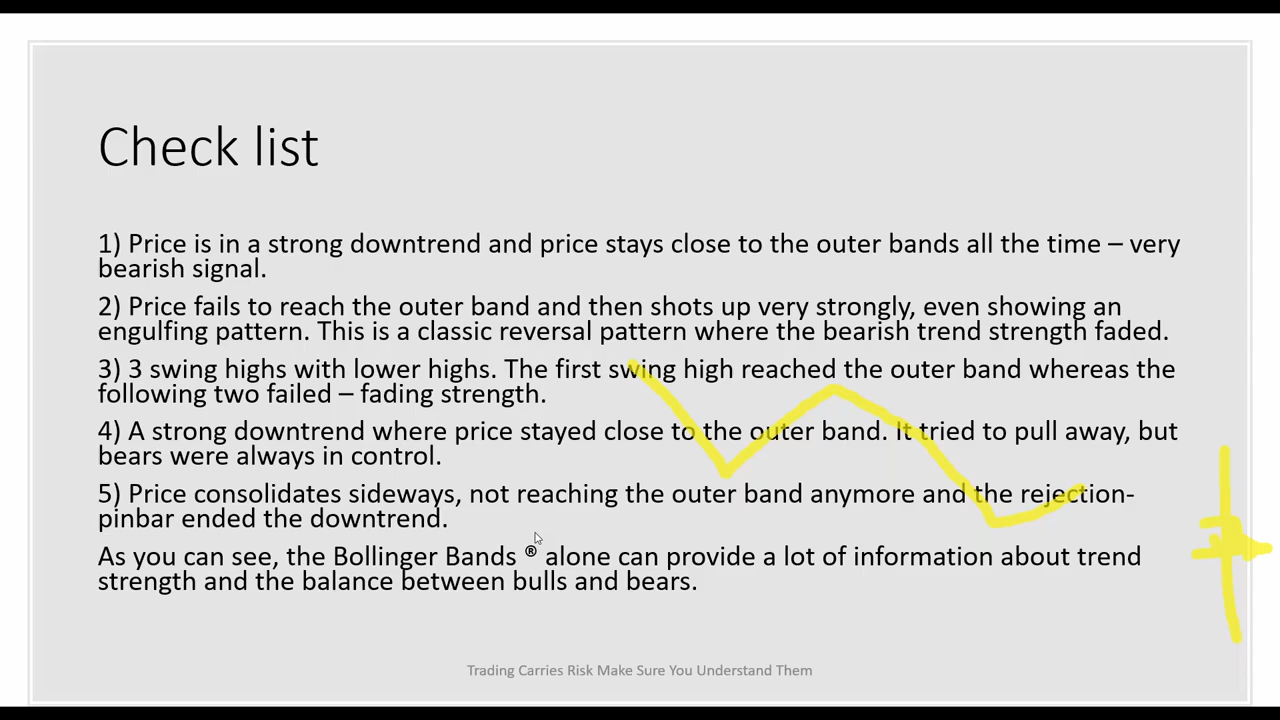 Check list
1) Price is in a strong downtrend and price stays close to the outer bands all the time – very
bearish signal.
2) Price fails to reach the outer band and then shots up very strongly, even showing an
engulfing pattern. This is a classic reversal pattern where the bearish trend strength faded.
3) 3 swing highs with lower highs. The first swing high reached the outer band whereas the
following two failed – fading strength.
4) A strong downtrend where price stayed close to the outer band. It tried to pull away, but
bears were always in control.
5) Price consolidates sideways, not reaching the outer band anymore and the rejection-
pinbar ended the downtrend.
As you can see, the Bollinger Bands ® alone can provide a lot of information about trend
strength and the balance between bulls and bears.
Trading Carries Risk Make Sure You Understand Them